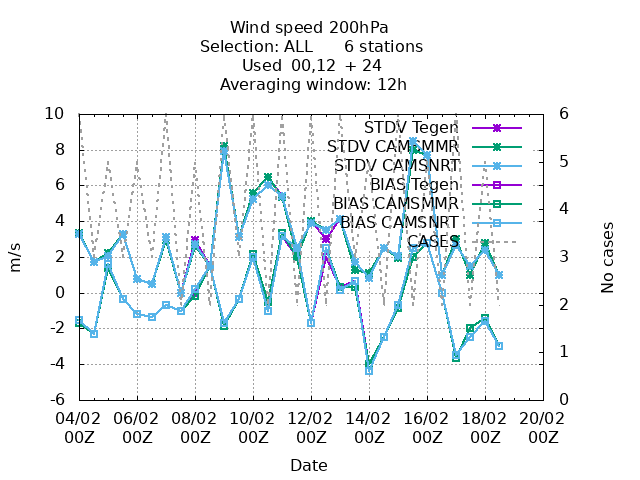 Wind speed 200hPa
Selection: ALL 6 stations
Used 00,12 + 24
Averaging window: 12h
10
8
6
4
2
0
-2
-4
-6
m/s
6
5
4
3
2
1
0
No cases
STDV Tegen
STDV CAMSMMR
STDV CAMSNRT
BIAS Tegen
BIAS CAMSMMR
BIAS CAMSNRT
CASES
04/02 06/02 08/02 10/02 12/02 14/02 16/02 18/02 20/02
00Z 00Z 00Z 00Z 00Z 00Z 00Z 00Z 00Z
Date